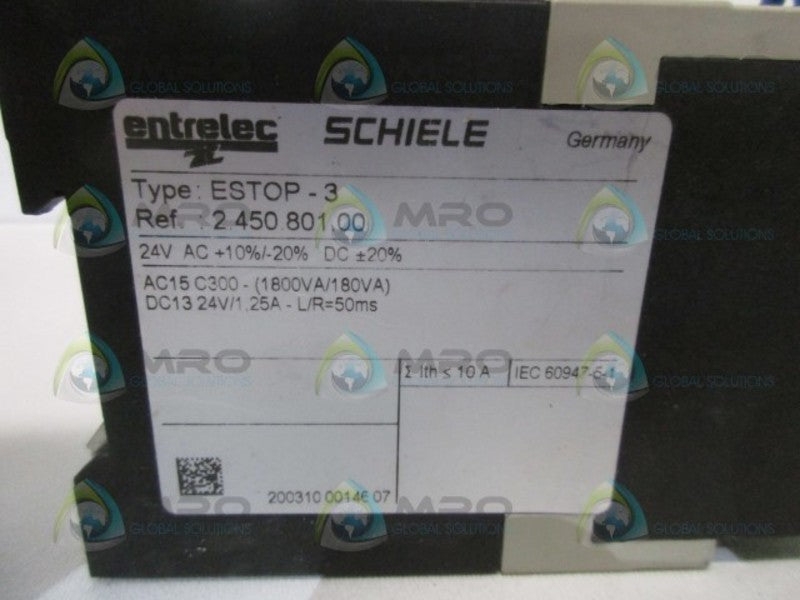 entrelec SCHIELE Germany
Type: ESTOP - 3
Ref. : 2.450.801.00
24V AC +10%/-20% DC ±20%
AC15 C300 - (1800VA/180VA)
DC13 24V/1,25A - L/R=50ms
Σ Ith ≤ 10 A IEC 60947-5-1
200310 00146 07
MRO
GLOBAL SOLUTIONS